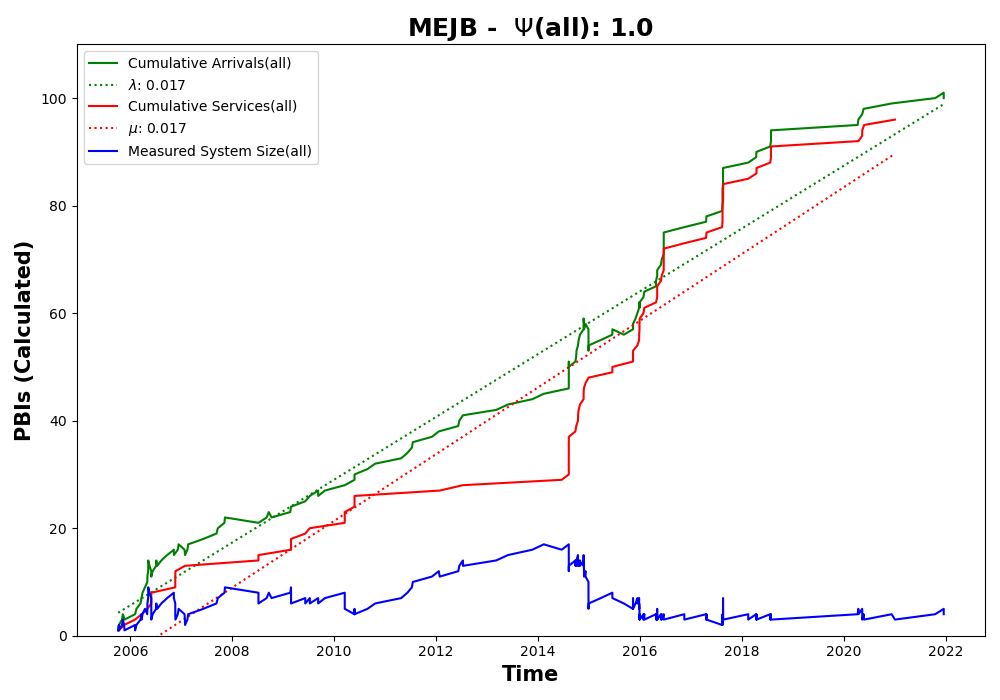 MEJB -  Ψ(all): 1.0
Cumulative Arrivals(all)
λ: 0.017
Cumulative Services(all)
μ: 0.017
Measured System Size(all)
PBIs (Calculated)
100
80
60
40
20
0
2006 2008 2010 2012 2014 2016 2018 2020 2022
Time